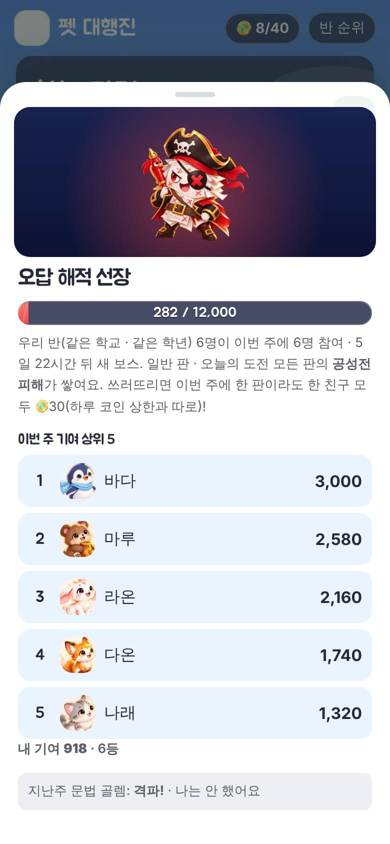 펫 대행진
8/40
반 순위
오답 해적 선장
282 / 12,000
우리 반(같은 학교 · 같은 학년) 6명이 이번 주에 6명 참여 · 5
일 22시간 뒤 새 보스. 일반 판 · 오늘의 도전 모든 판의 공성전
피해가 쌓여요. 쓰러뜨리면 이번 주에 한 판이라도 한 친구 모
두 30(하루 코인 상한과 따로)!
이번 주 기여 상위 5
1 바다 3,000
2 마루 2,580
3 라온 2,160
4 다온 1,740
5 나래 1,320
내 기여 918 · 6등
지난주 문법 골렘: 격파! · 나는 안 했어요